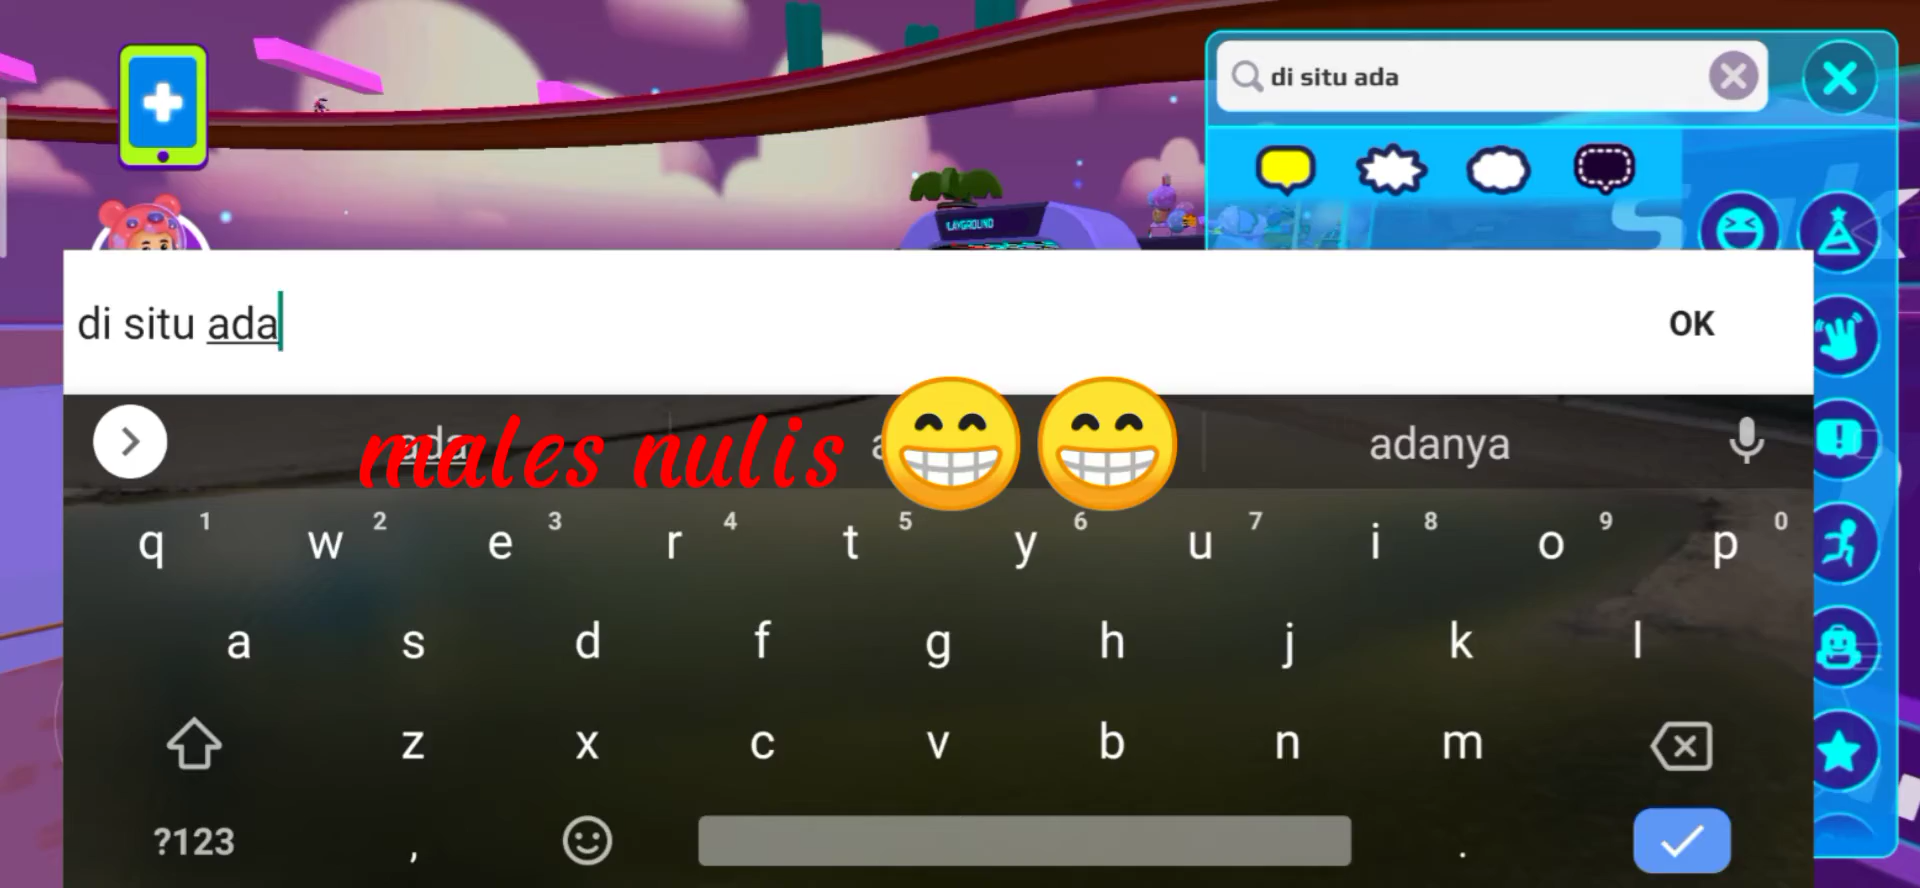 di situ ada
di situ ada
OK
ada
males nulis 😁😁
adanya
q 1 w 2 e 3 r 4 t 5 y 6 u 7 i 8 o 9 p 0
a s d f g h j k l
z x c v b n m
?123 , .